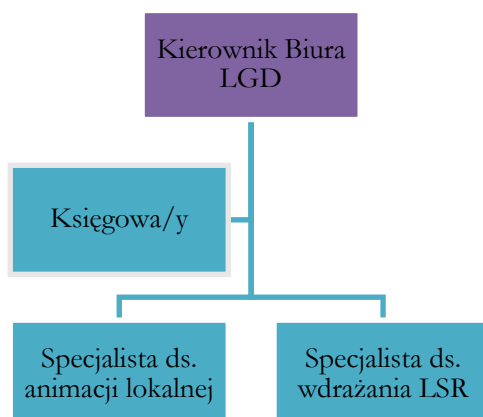 Kierownik Biura
LGD
Księgowa/y
Specjalista ds.
animacji lokalnej
Specjalista ds.
wdrażania LSR